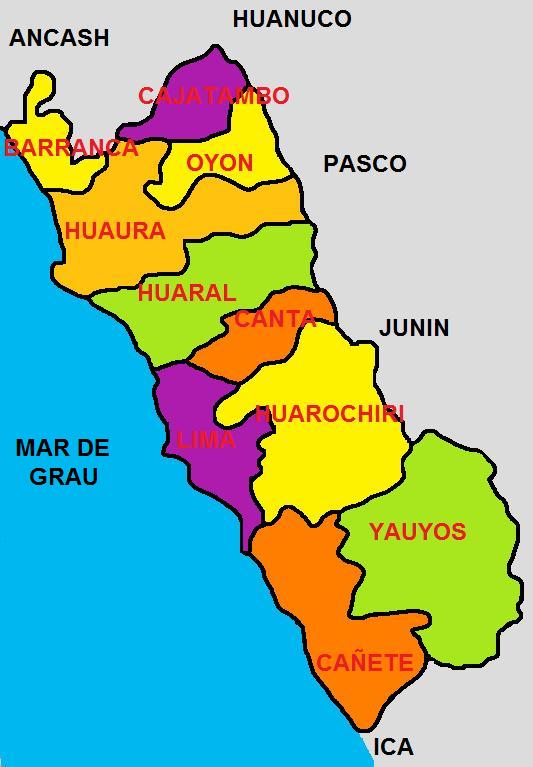 HUANUCO
ANCASH
CAJATAMBO
BARRANCA
OYON
PASCO
HUAURA
HUARAL
CANTA
JUNIN
HUAROCHIRI
LIMA
MAR DE
GRAU
YAUYOS
CAÑETE
ICA